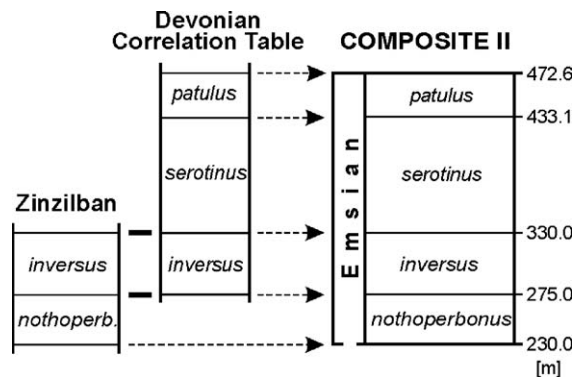 Devonian
Correlation Table
COMPOSITE II
472.6
patulus
patulus
433.1
serotinus
serotinus
Emsian
Zinzilban
330.0
inversus
inversus
inversus
275.0
nothoperb.
nothoperbonus
230.0
[m]